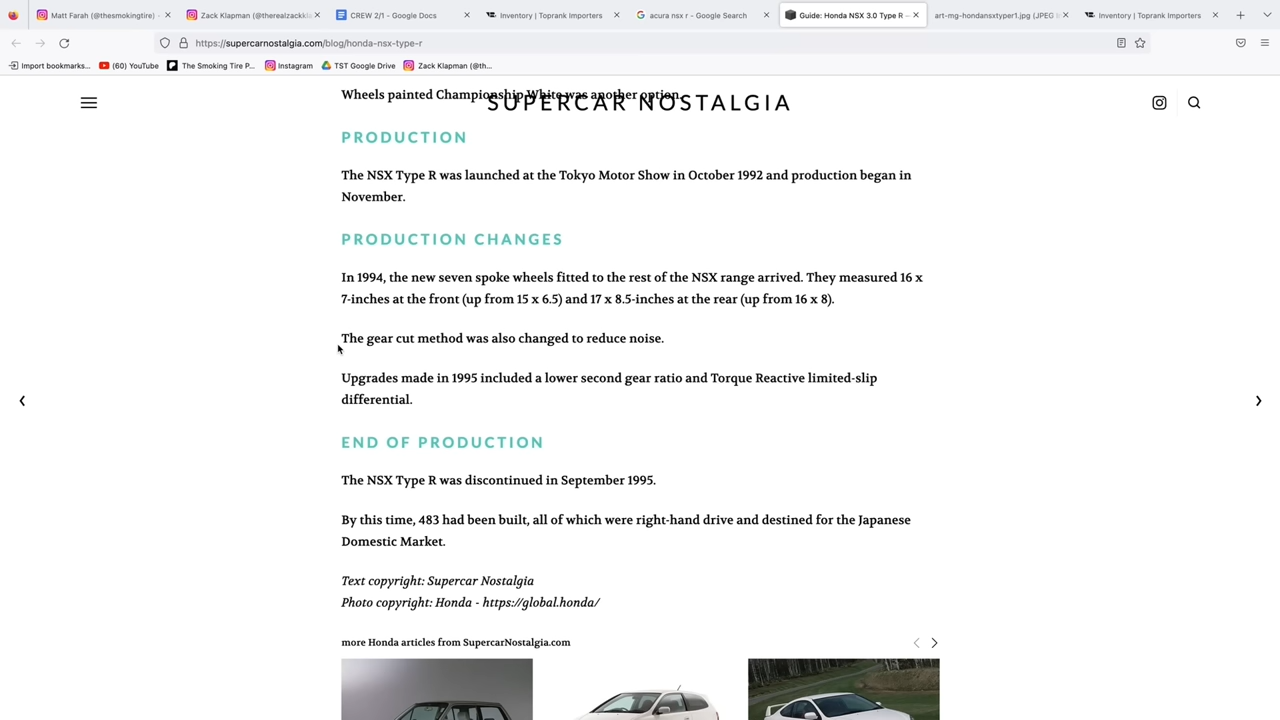 Matt Farah (@thesmokingtire) •
Zack Klapman (@therealzackkl
CREW 2/1 - Google Docs
Inventory | Toprank Importers
acura nsx r - Google Search
Guide: Honda NSX 3.0 Type R —
art-mg-hondansxtyper1.jpg (JPEG I
Inventory | Toprank Importers
https://supercarnostalgia.com/blog/honda-nsx-type-r
Import bookmarks...
(60) YouTube
The Smoking Tire P...
Instagram
TST Google Drive
Zack Klapman (@th...
Wheels painted Championship White was another option.
SUPERCAR NOSTALGIA
PRODUCTION
The NSX Type R was launched at the Tokyo Motor Show in October 1992 and production began in
November.
PRODUCTION CHANGES
In 1994, the new seven spoke wheels fitted to the rest of the NSX range arrived. They measured 16 x
7-inches at the front (up from 15 x 6.5) and 17 x 8.5-inches at the rear (up from 16 x 8).
The gear cut method was also changed to reduce noise.
Upgrades made in 1995 included a lower second gear ratio and Torque Reactive limited-slip
differential.
END OF PRODUCTION
The NSX Type R was discontinued in September 1995.
By this time, 483 had been built, all of which were right-hand drive and destined for the Japanese
Domestic Market.
Text copyright: Supercar Nostalgia
Photo copyright: Honda - https://global.honda/
more Honda articles from SupercarNostalgia.com